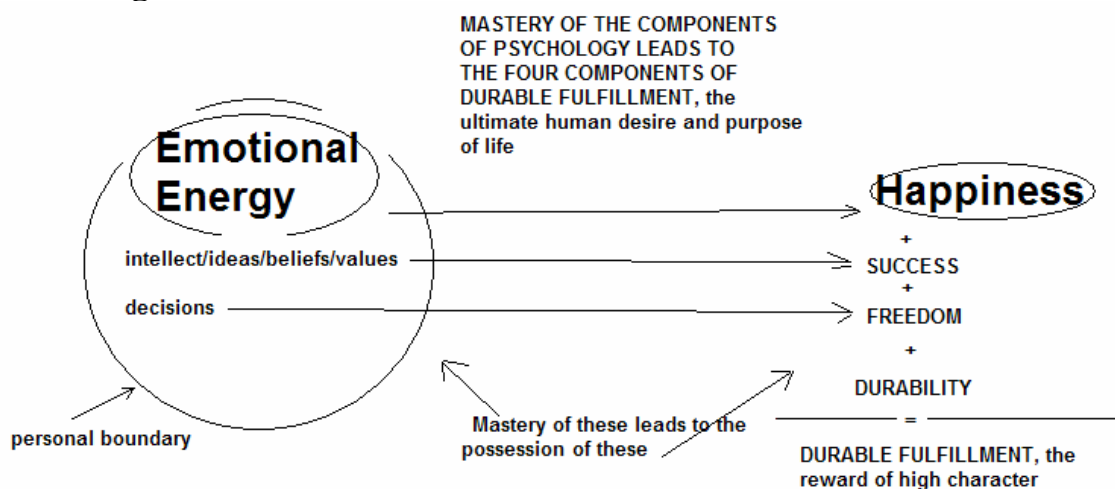 MASTERY OF THE COMPONENTS
OF PSYCHOLOGY LEADS TO
THE FOUR COMPONENTS OF
DURABLE FULFILLMENT, the
ultimate human desire and purpose
of life
Emotional
Energy
intellect/ideas/beliefs/values
decisions
personal boundary
Mastery of these leads to the
possession of these
Happiness
+
SUCCESS
+
FREEDOM
+
DURABILITY
=
DURABLE FULFILLMENT, the
reward of high character